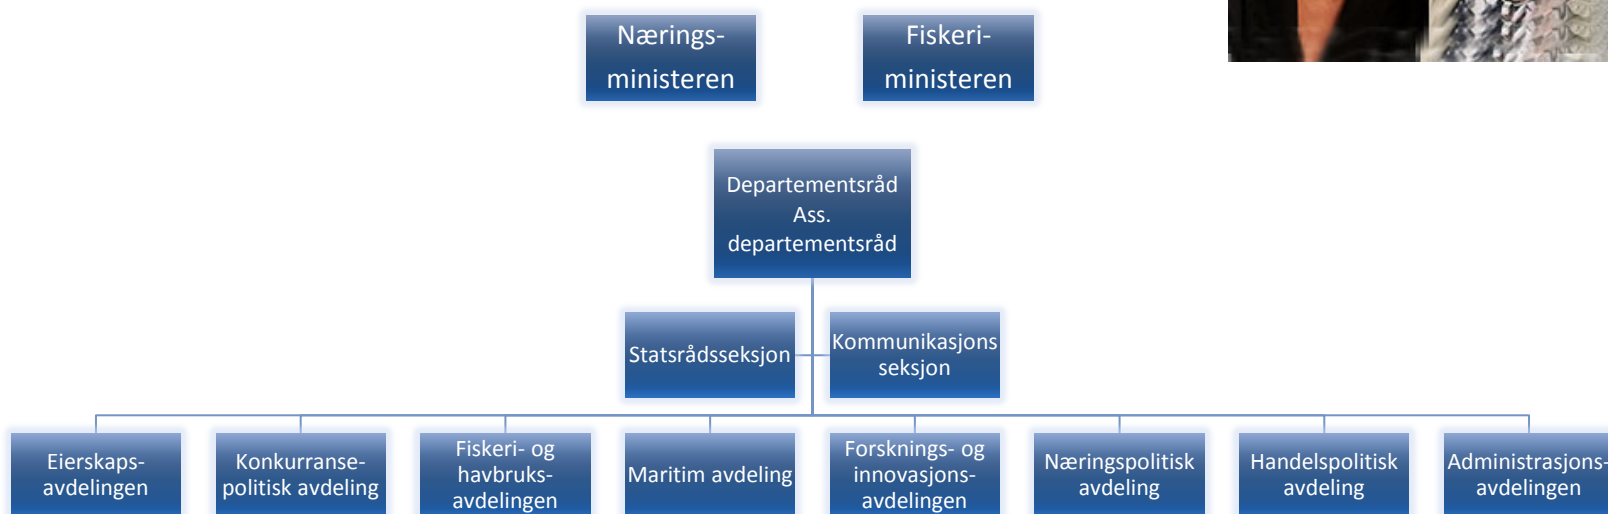 Nærings-
ministeren
Fiskeri-
ministeren
Departementsråd
Ass.
departementsråd
Statsrådsseksjon
Kommunikasjons
seksjon
Eierskaps-
avdelingen
Konkurranse-
politisk avdeling
Fiskeri- og
havbruks-
avdelingen
Maritim avdeling
Forsknings- og
innovasjons-
avdelingen
Næringspolitisk
avdeling
Handelspolitisk
avdeling
Administrasjons-
avdelingen